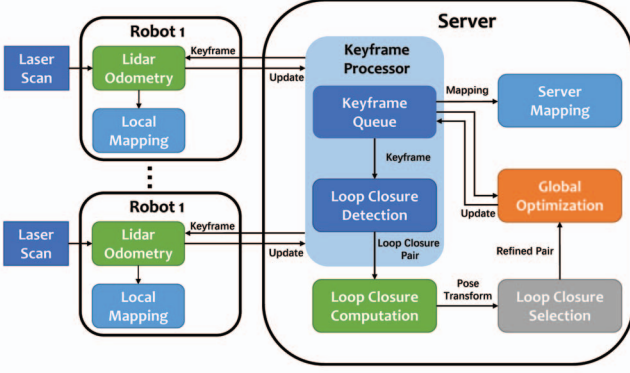 Server
Robot 1
Laser
Scan
Lidar
Odometry
Local
Mapping
Keyframe
Update
Keyframe
Processor
Keyframe
Queue
Mapping
Server
Mapping
Keyframe
Loop Closure
Detection
Update
Global
Optimization
Robot 1
Laser
Scan
Lidar
Odometry
Local
Mapping
Keyframe
Update
Loop Closure
Pair
Refined Pair
Loop Closure
Computation
Pose
Transform
Loop Closure
Selection